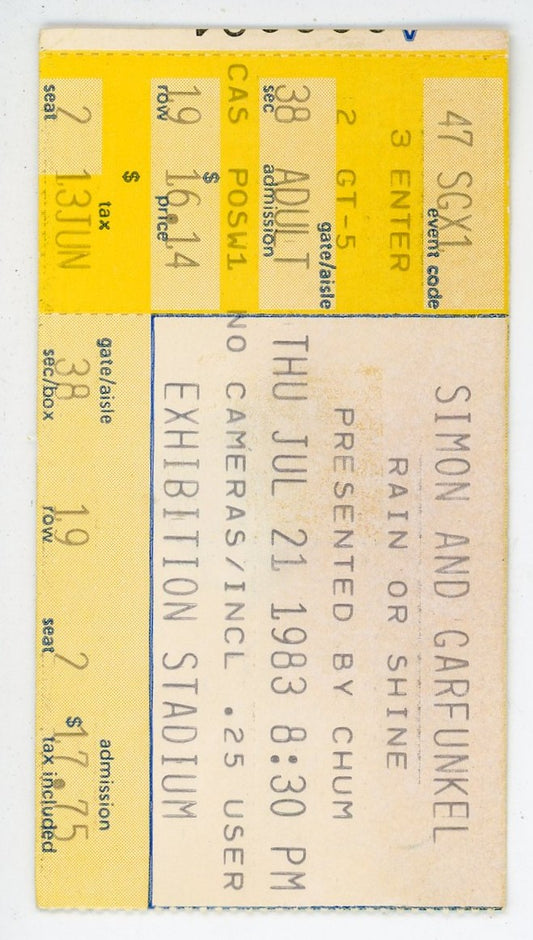 47 SGX1
event code
3 ENTER
2 GT-5
gate/aisle
38 ADULT
sec admission
CAS POSW1
$
19 16.14
row price
$
tax
2 13JUN
seat
SIMON AND GARFUNKEL
RAIN OR SHINE
PRESENTED BY CHUM
THU JUL 21 1983 8:30 PM
NO CAMERAS/INCL .25 USER
EXHIBITION STADIUM
gate/aisle admission
38 19 2 $17.75
sec/box row seat tax included